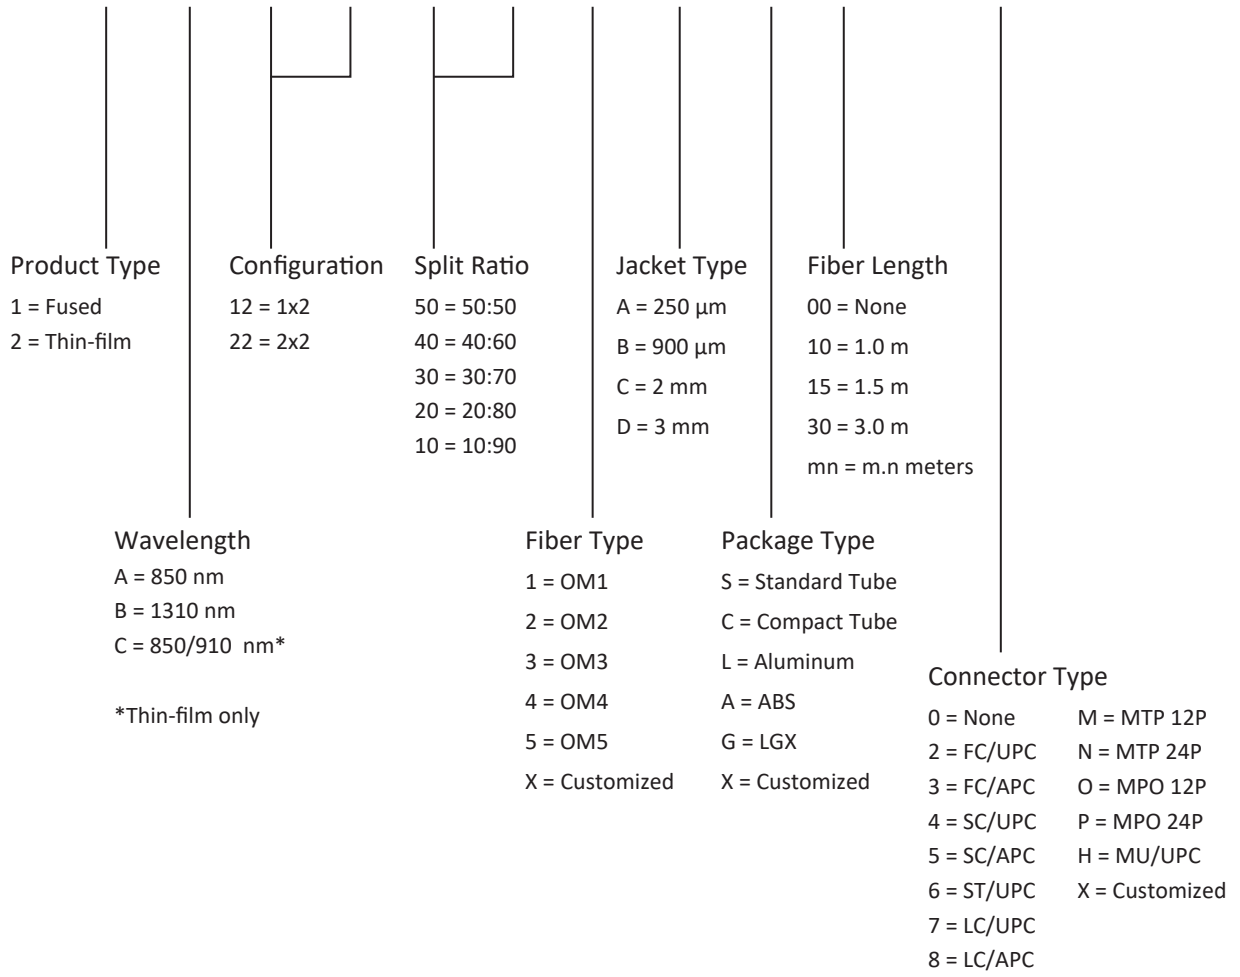 Product Type
1 = Fused
2 = Thin-film
Configuration
12 = 1x2
22 = 2x2
Split Ratio
50 = 50:50
40 = 40:60
30 = 30:70
20 = 20:80
10 = 10:90
Jacket Type
A = 250 µm
B = 900 µm
C = 2 mm
D = 3 mm
Fiber Length
00 = None
10 = 1.0 m
15 = 1.5 m
30 = 3.0 m
mn = m.n meters
Wavelength
A = 850 nm
B = 1310 nm
C = 850/910 nm*
*Thin-film only
Fiber Type
1 = OM1
2 = OM2
3 = OM3
4 = OM4
5 = OM5
X = Customized
Package Type
S = Standard Tube
C = Compact Tube
L = Aluminum
A = ABS
G = LGX
X = Customized
Connector Type
0 = None
2 = FC/UPC
3 = FC/APC
4 = SC/UPC
5 = SC/APC
6 = ST/UPC
7 = LC/UPC
8 = LC/APC
M = MTP 12P
N = MTP 24P
O = MPO 12P
P = MPO 24P
H = MU/UPC
X = Customized